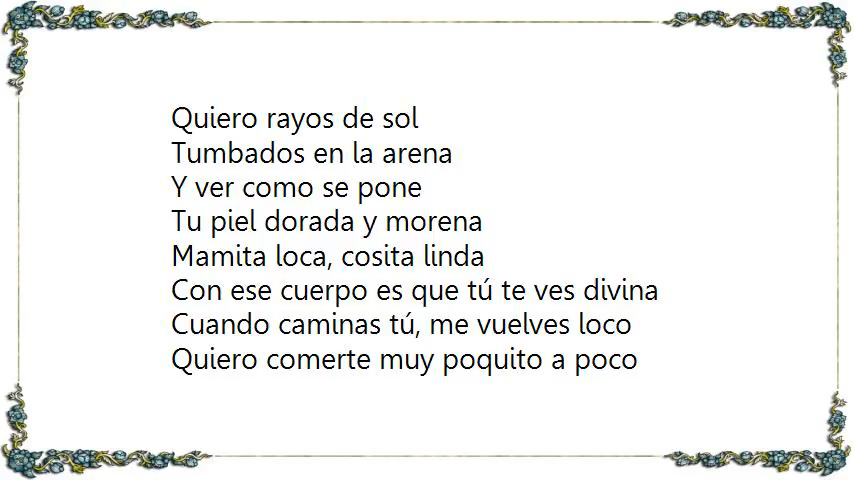 Quiero rayos de sol
Tumbados en la arena
Y ver como se pone
Tu piel dorada y morena
Mamita loca, cosita linda
Con ese cuerpo es que tú te ves divina
Cuando caminas tú, me vuelves loco
Quiero comerte muy poquito a poco